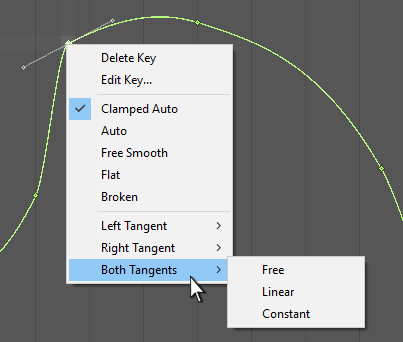 Delete Key
Edit Key...
Clamped Auto
Auto
Free Smooth
Flat
Broken
Left Tangent
Right Tangent
Both Tangents
Free
Linear
Constant